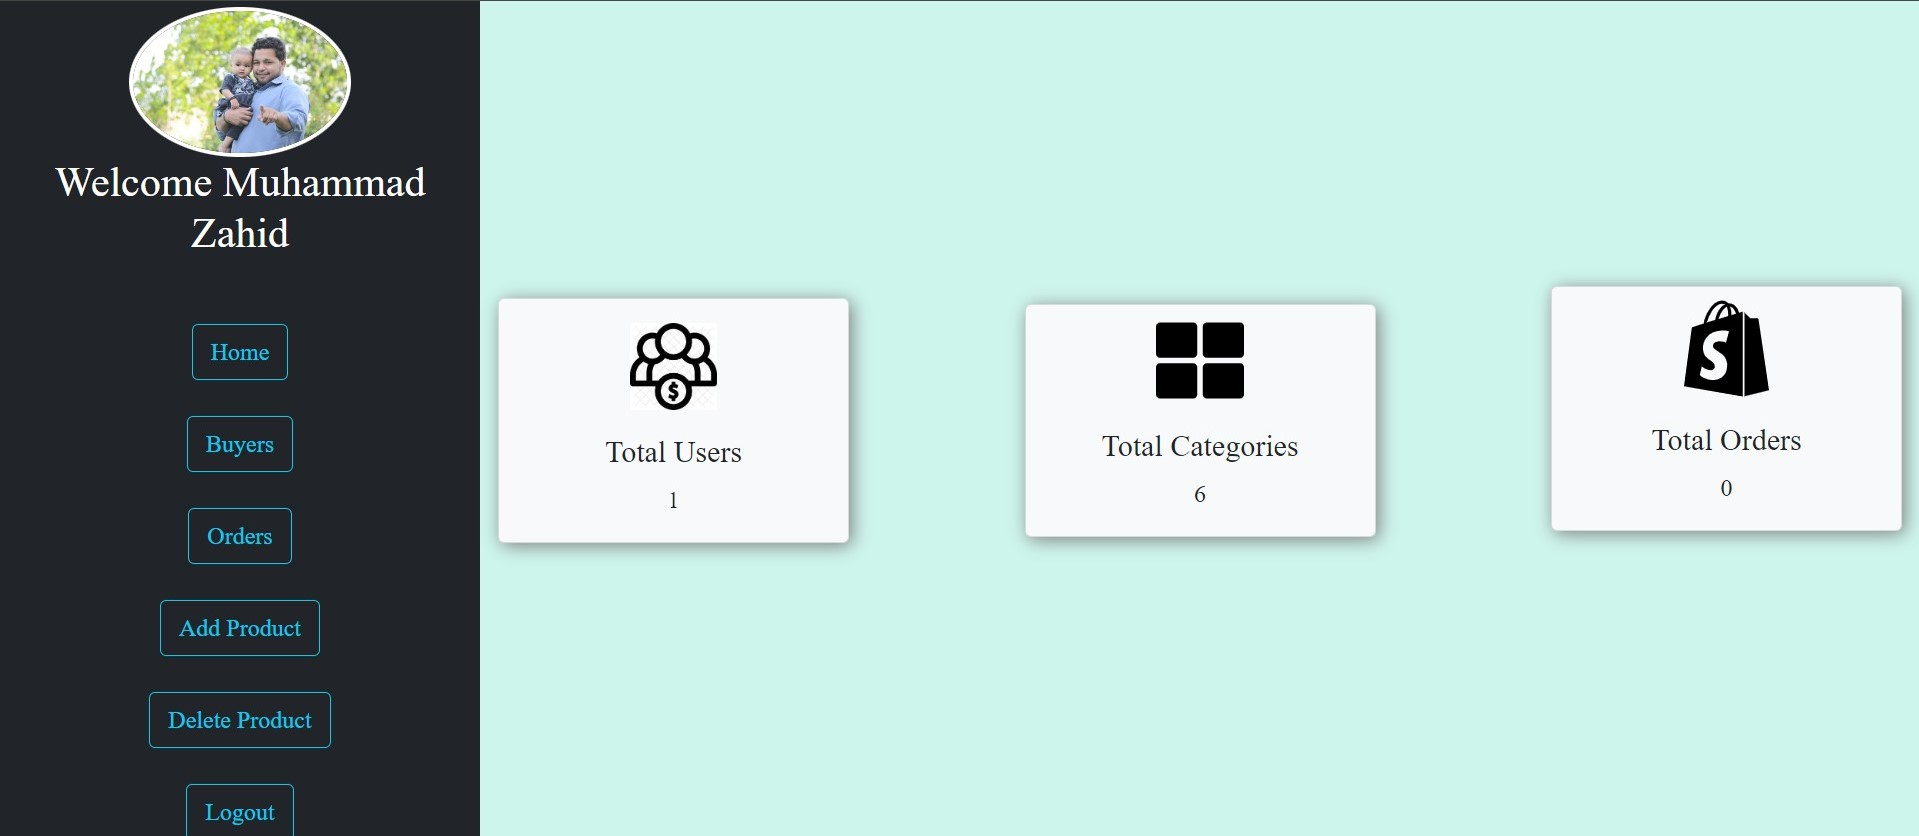 Welcome Muhammad
Zahid
Home
Buyers
Orders
Add Product
Delete Product
Logout
$
Total Users
1
Total Categories
6
S
Total Orders
0